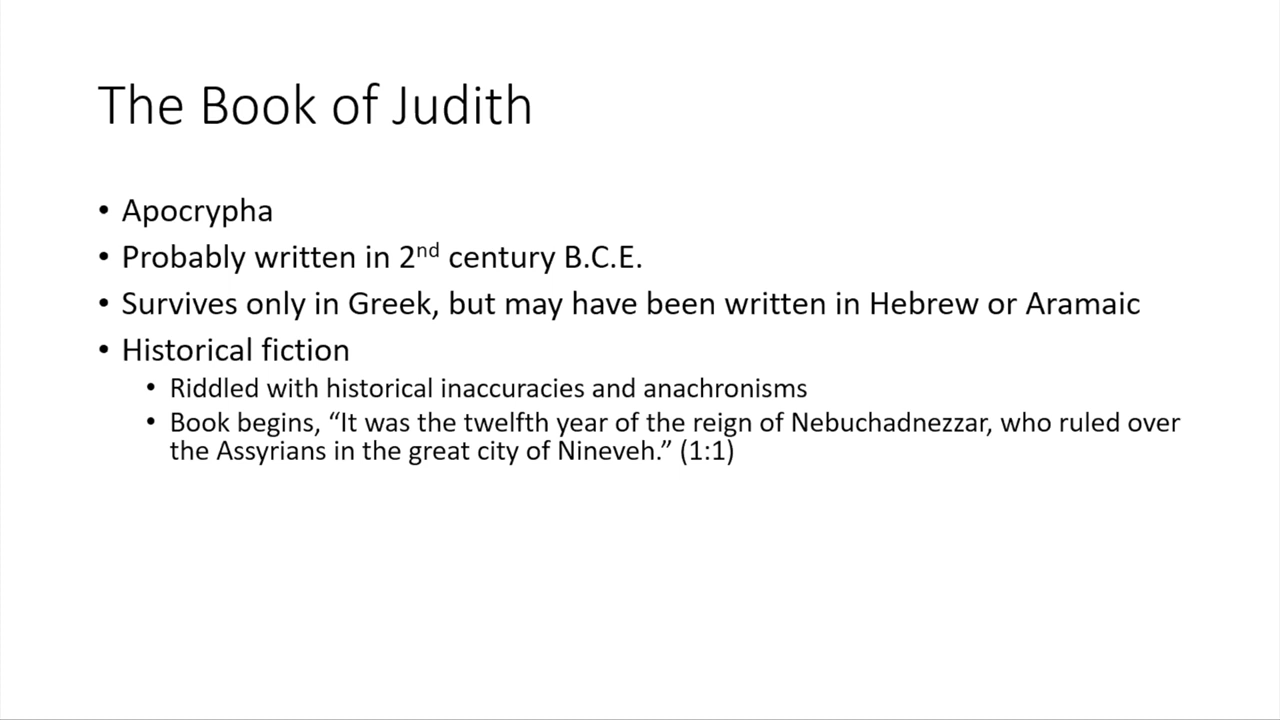 The Book of Judith
• Apocrypha
• Probably written in 2nd century B.C.E.
• Survives only in Greek, but may have been written in Hebrew or Aramaic
• Historical fiction
• Riddled with historical inaccuracies and anachronisms
• Book begins, “It was the twelfth year of the reign of Nebuchadnezzar, who ruled over
the Assyrians in the great city of Nineveh.” (1:1)